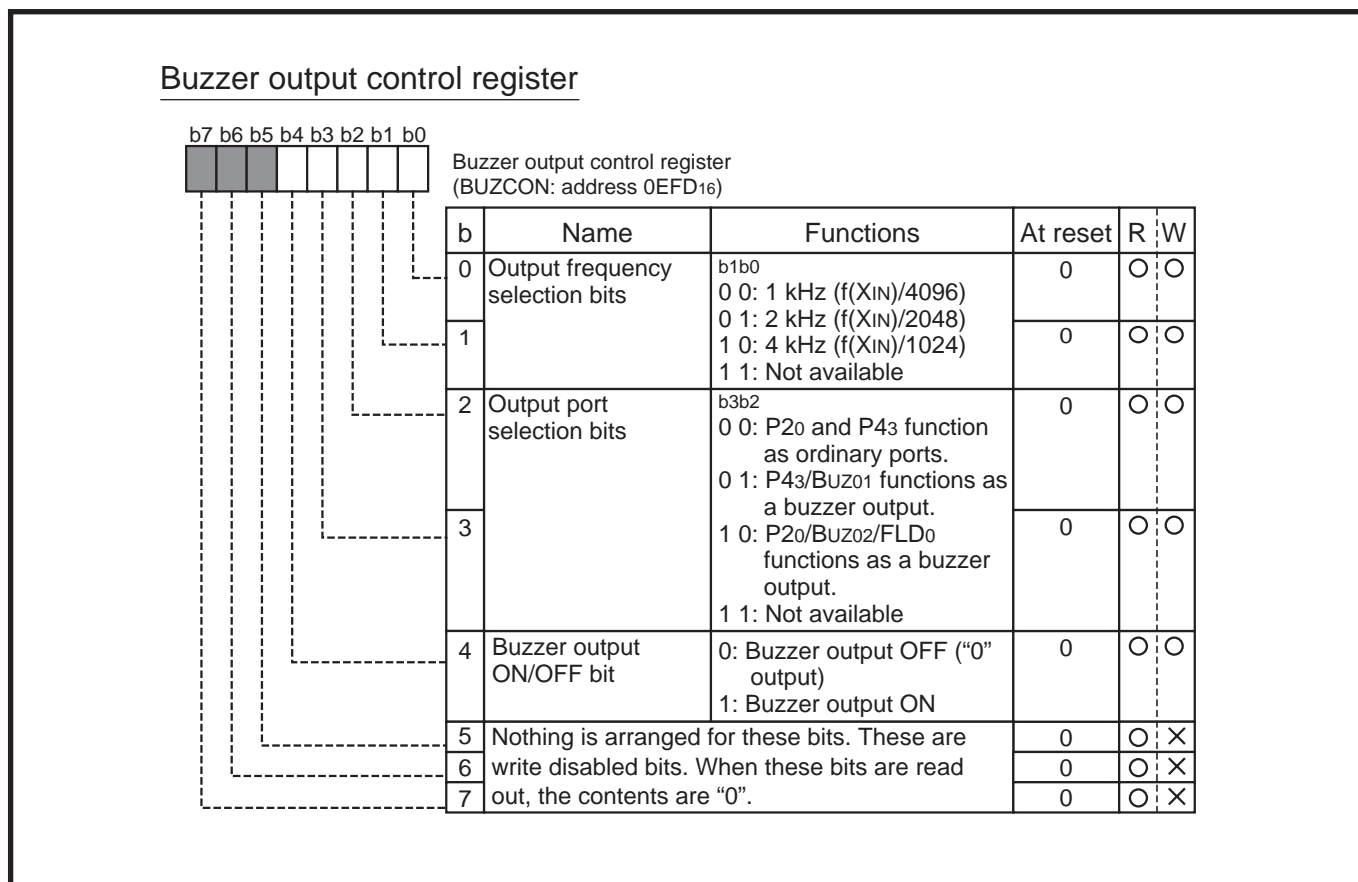 Buzzer output control register
b7 b6 b5 b4 b3 b2 b1 b0
Buzzer output control register
(BUZCON: address 0EFD16)
b Name Functions At reset R W
0 Output frequency selection bits
b1b0
0 0: 1 kHz (f(XIN)/4096)
0 1: 2 kHz (f(XIN)/2048)
1 0: 4 kHz (f(XIN)/1024)
1 1: Not available
0 ○ ○
1
0 ○ ○
2 Output port selection bits
b3b2
0 0: P20 and P43 function
as ordinary ports.
0 1: P43/BUZ01 functions as
a buzzer output.
1 0: P20/BUZ02/FLD0
functions as a buzzer
output.
1 1: Not available
0 ○ ○
3
0 ○ ○
4 Buzzer output ON/OFF bit
0: Buzzer output OFF (“0”
output)
1: Buzzer output ON
0 ○ ○
5 Nothing is arranged for these bits. These are 0 ○ ×
6 write disabled bits. When these bits are read 0 ○ ×
7 out, the contents are “0”. 0 ○ ×